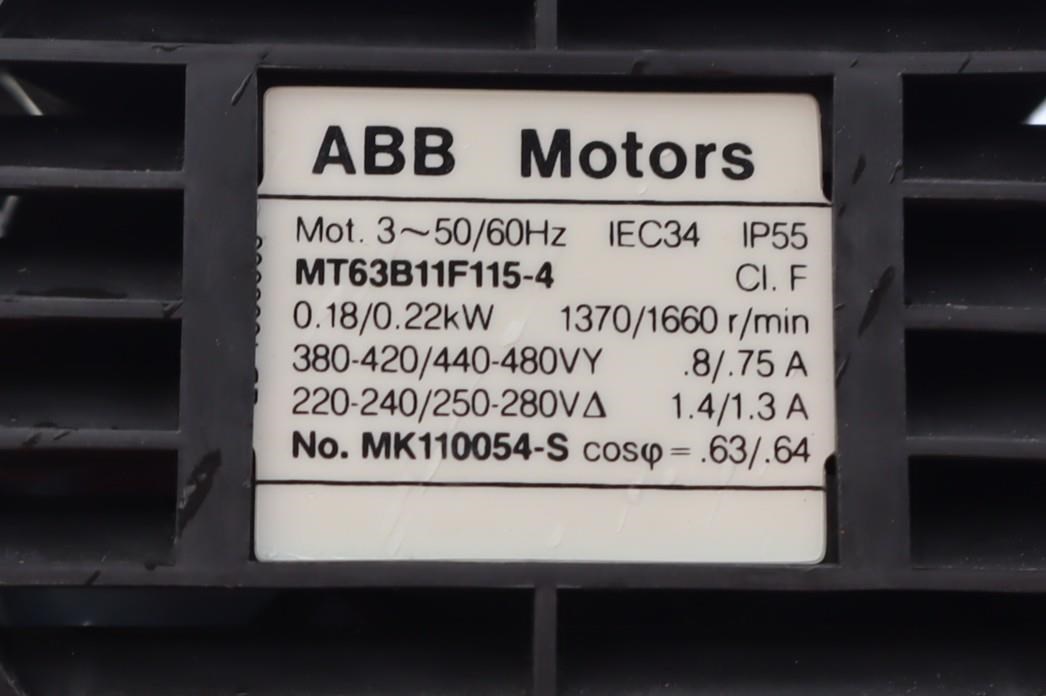 ABB Motors
Mot. 3~50/60Hz IEC34 IP55
MT63B11F115-4 Cl. F
0.18/0.22kW 1370/1660 r/min
380-420/440-480VY .8/.75 A
220-240/250-280VΔ 1.4/1.3 A
No. MK110054-S cosφ = .63/.64